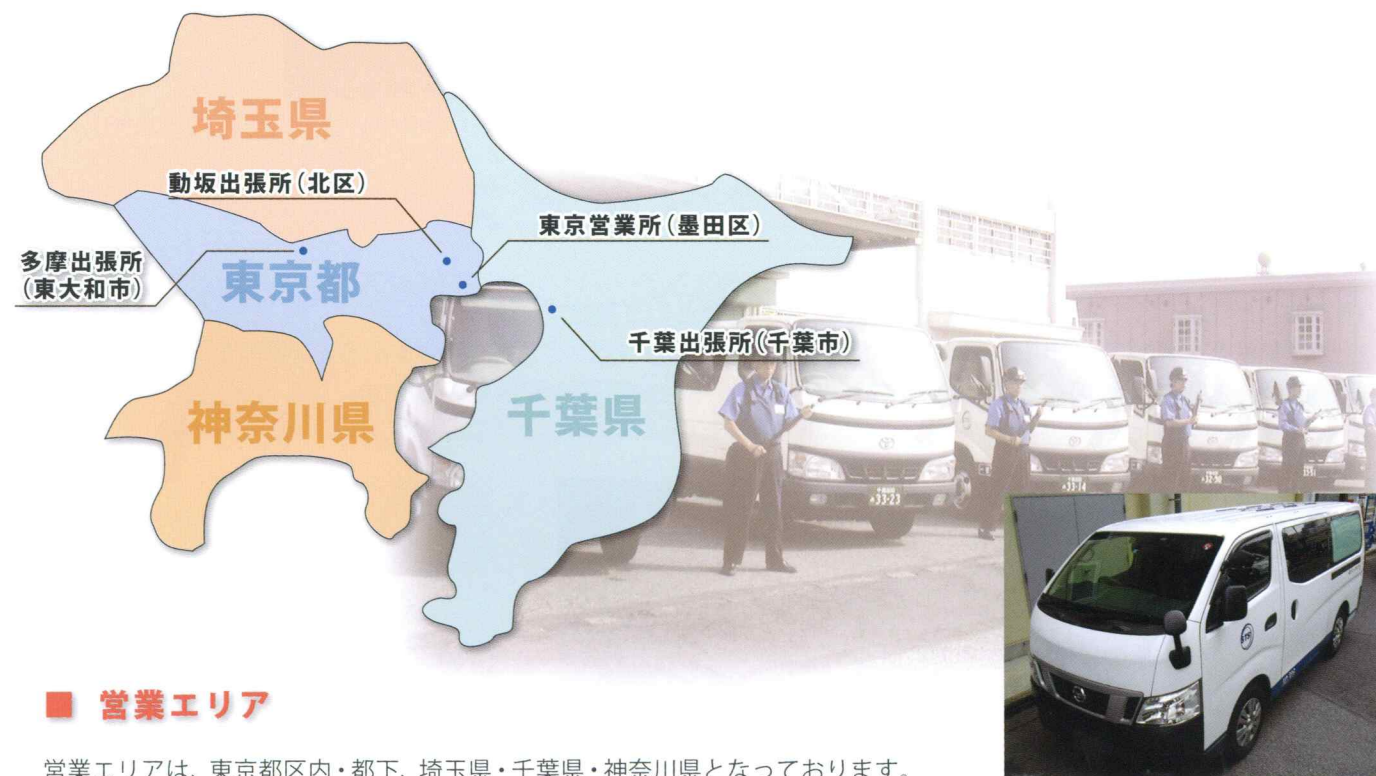 埼玉県
動坂出張所(北区)
東京営業所(墨田区)
多摩出張所
(東大和市)
東京都
千葉出張所(千葉市)
神奈川県
千葉県
33-23
33-14
■ 営業エリア
営業エリアは、東京都区内・都下、埼玉県・千葉県・神奈川県となっております。